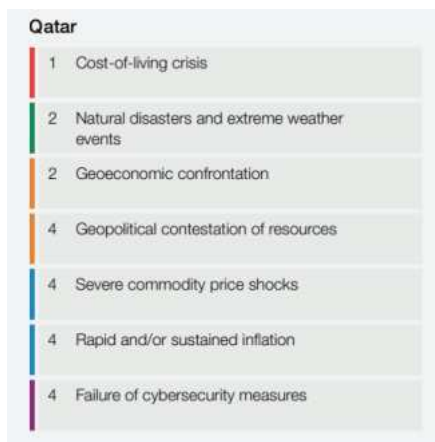 Qatar
1 Cost-of-living crisis
2 Natural disasters and extreme weather
events
2 Geoeconomic confrontation
4 Geopolitical contestation of resources
4 Severe commodity price shocks
4 Rapid and/or sustained inflation
4 Failure of cybersecurity measures